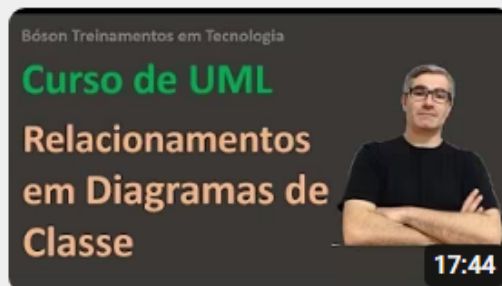 Bóson Treinamentos em Tecnologia
Curso de UML
Relacionamentos
em Diagramas de
Classe
17:44